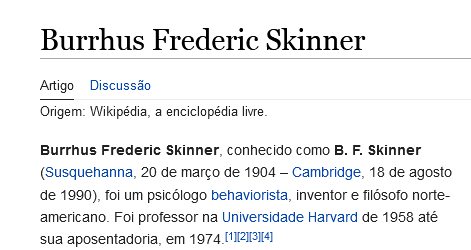 Burrhus Frederic Skinner
Artigo Discussão
Origem: Wikipédia, a enciclopédia livre.
Burrhus Frederic Skinner, conhecido como B. F. Skinner
(Susquehanna, 20 de março de 1904 – Cambridge, 18 de agosto
de 1990), foi um psicólogo behaviorista, inventor e filósofo norte-
americano. Foi professor na Universidade Harvard de 1958 até
sua aposentadoria, em 1974.[1][2][3][4]